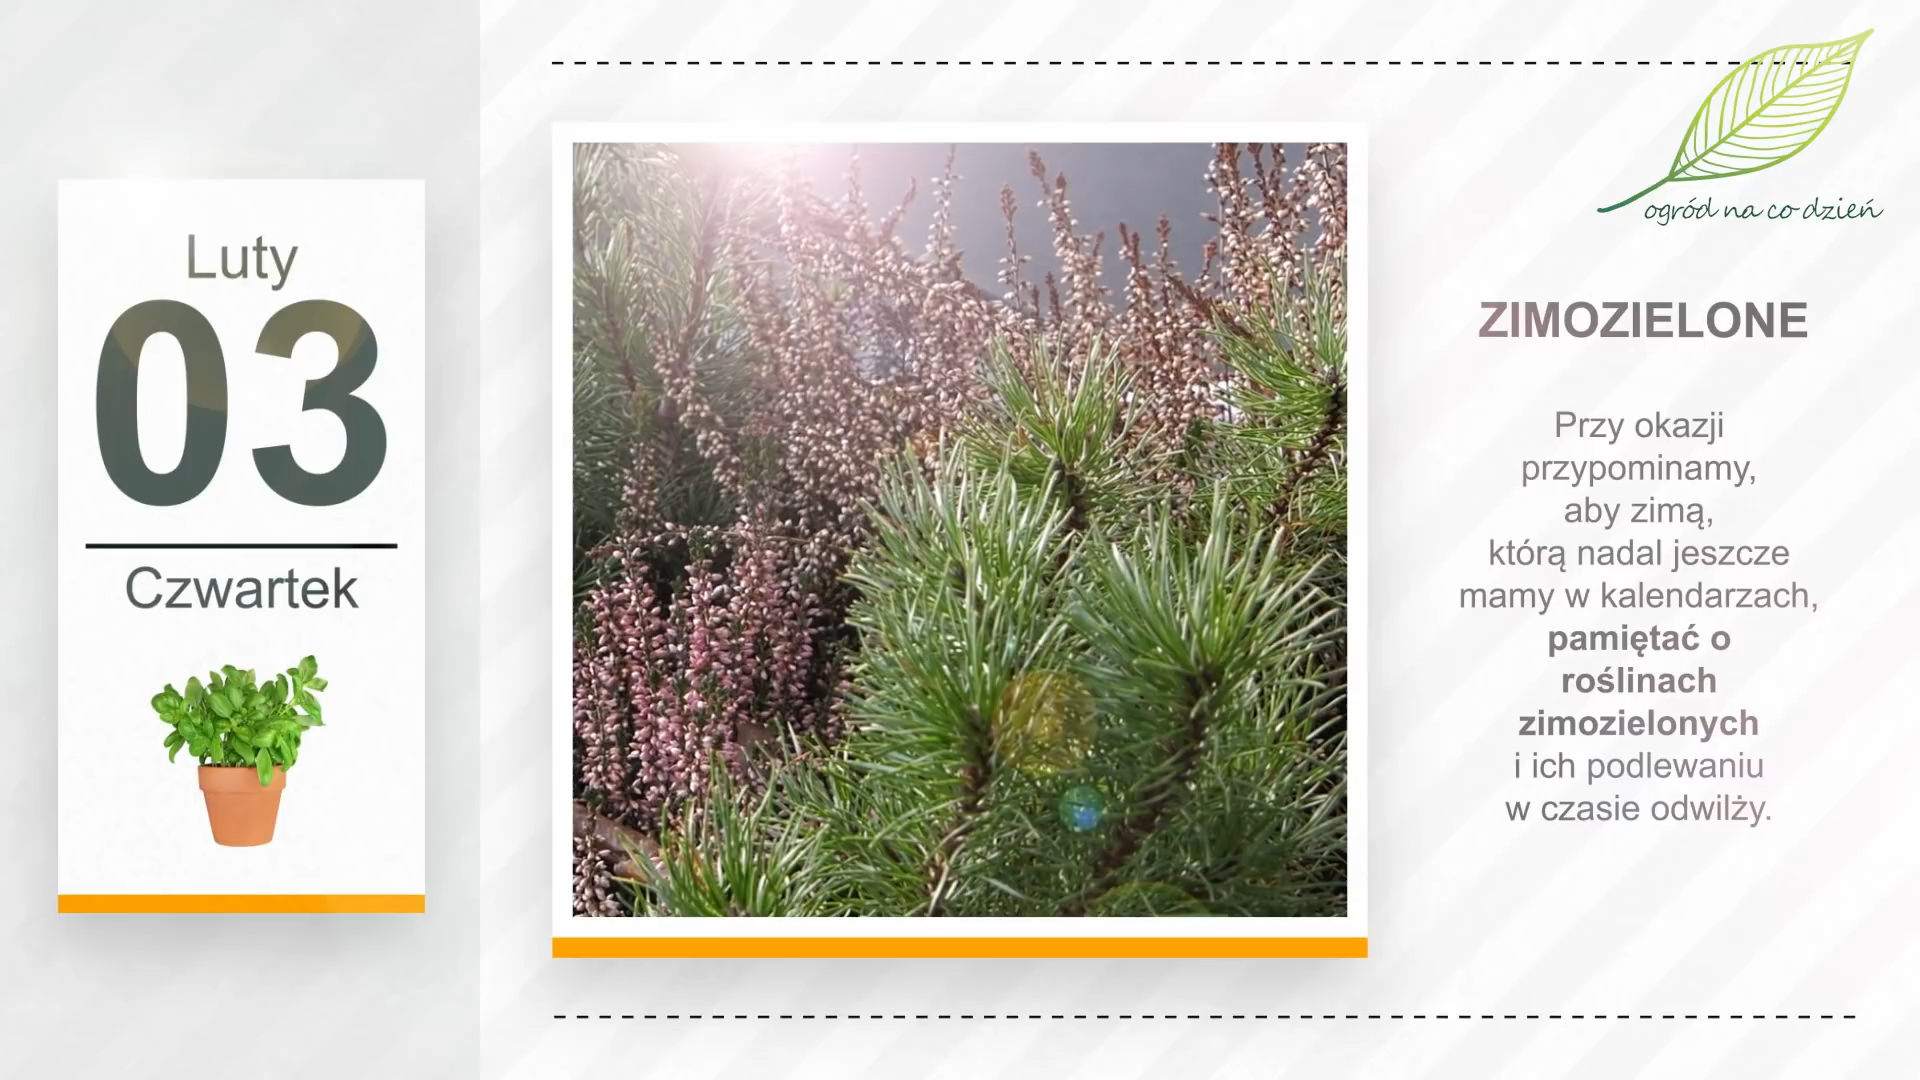 Luty
03
Czwartek
ogród na co dzień
ZIMOZIELONE
Przy okazji
przypominamy,
aby zimą,
którą nadal jeszcze
mamy w kalendarzach,
pamiętać o
roślinach
zimozielonych
i ich podlewaniu
w czasie odwilży.